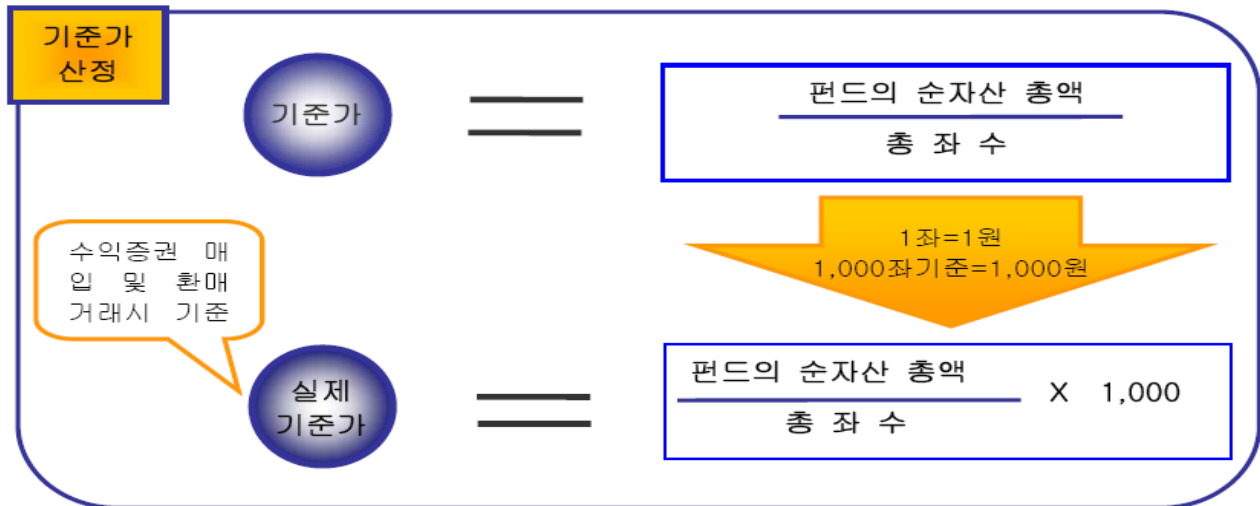 기준가
산정
기준가
펀드의 순자산 총액
총 좌 수
1좌=1원
1,000좌기준=1,000원
수익증권 매
입 및 환매
거래시 기준
실제
기준가
펀드의 순자산 총액
총 좌 수
X 1,000